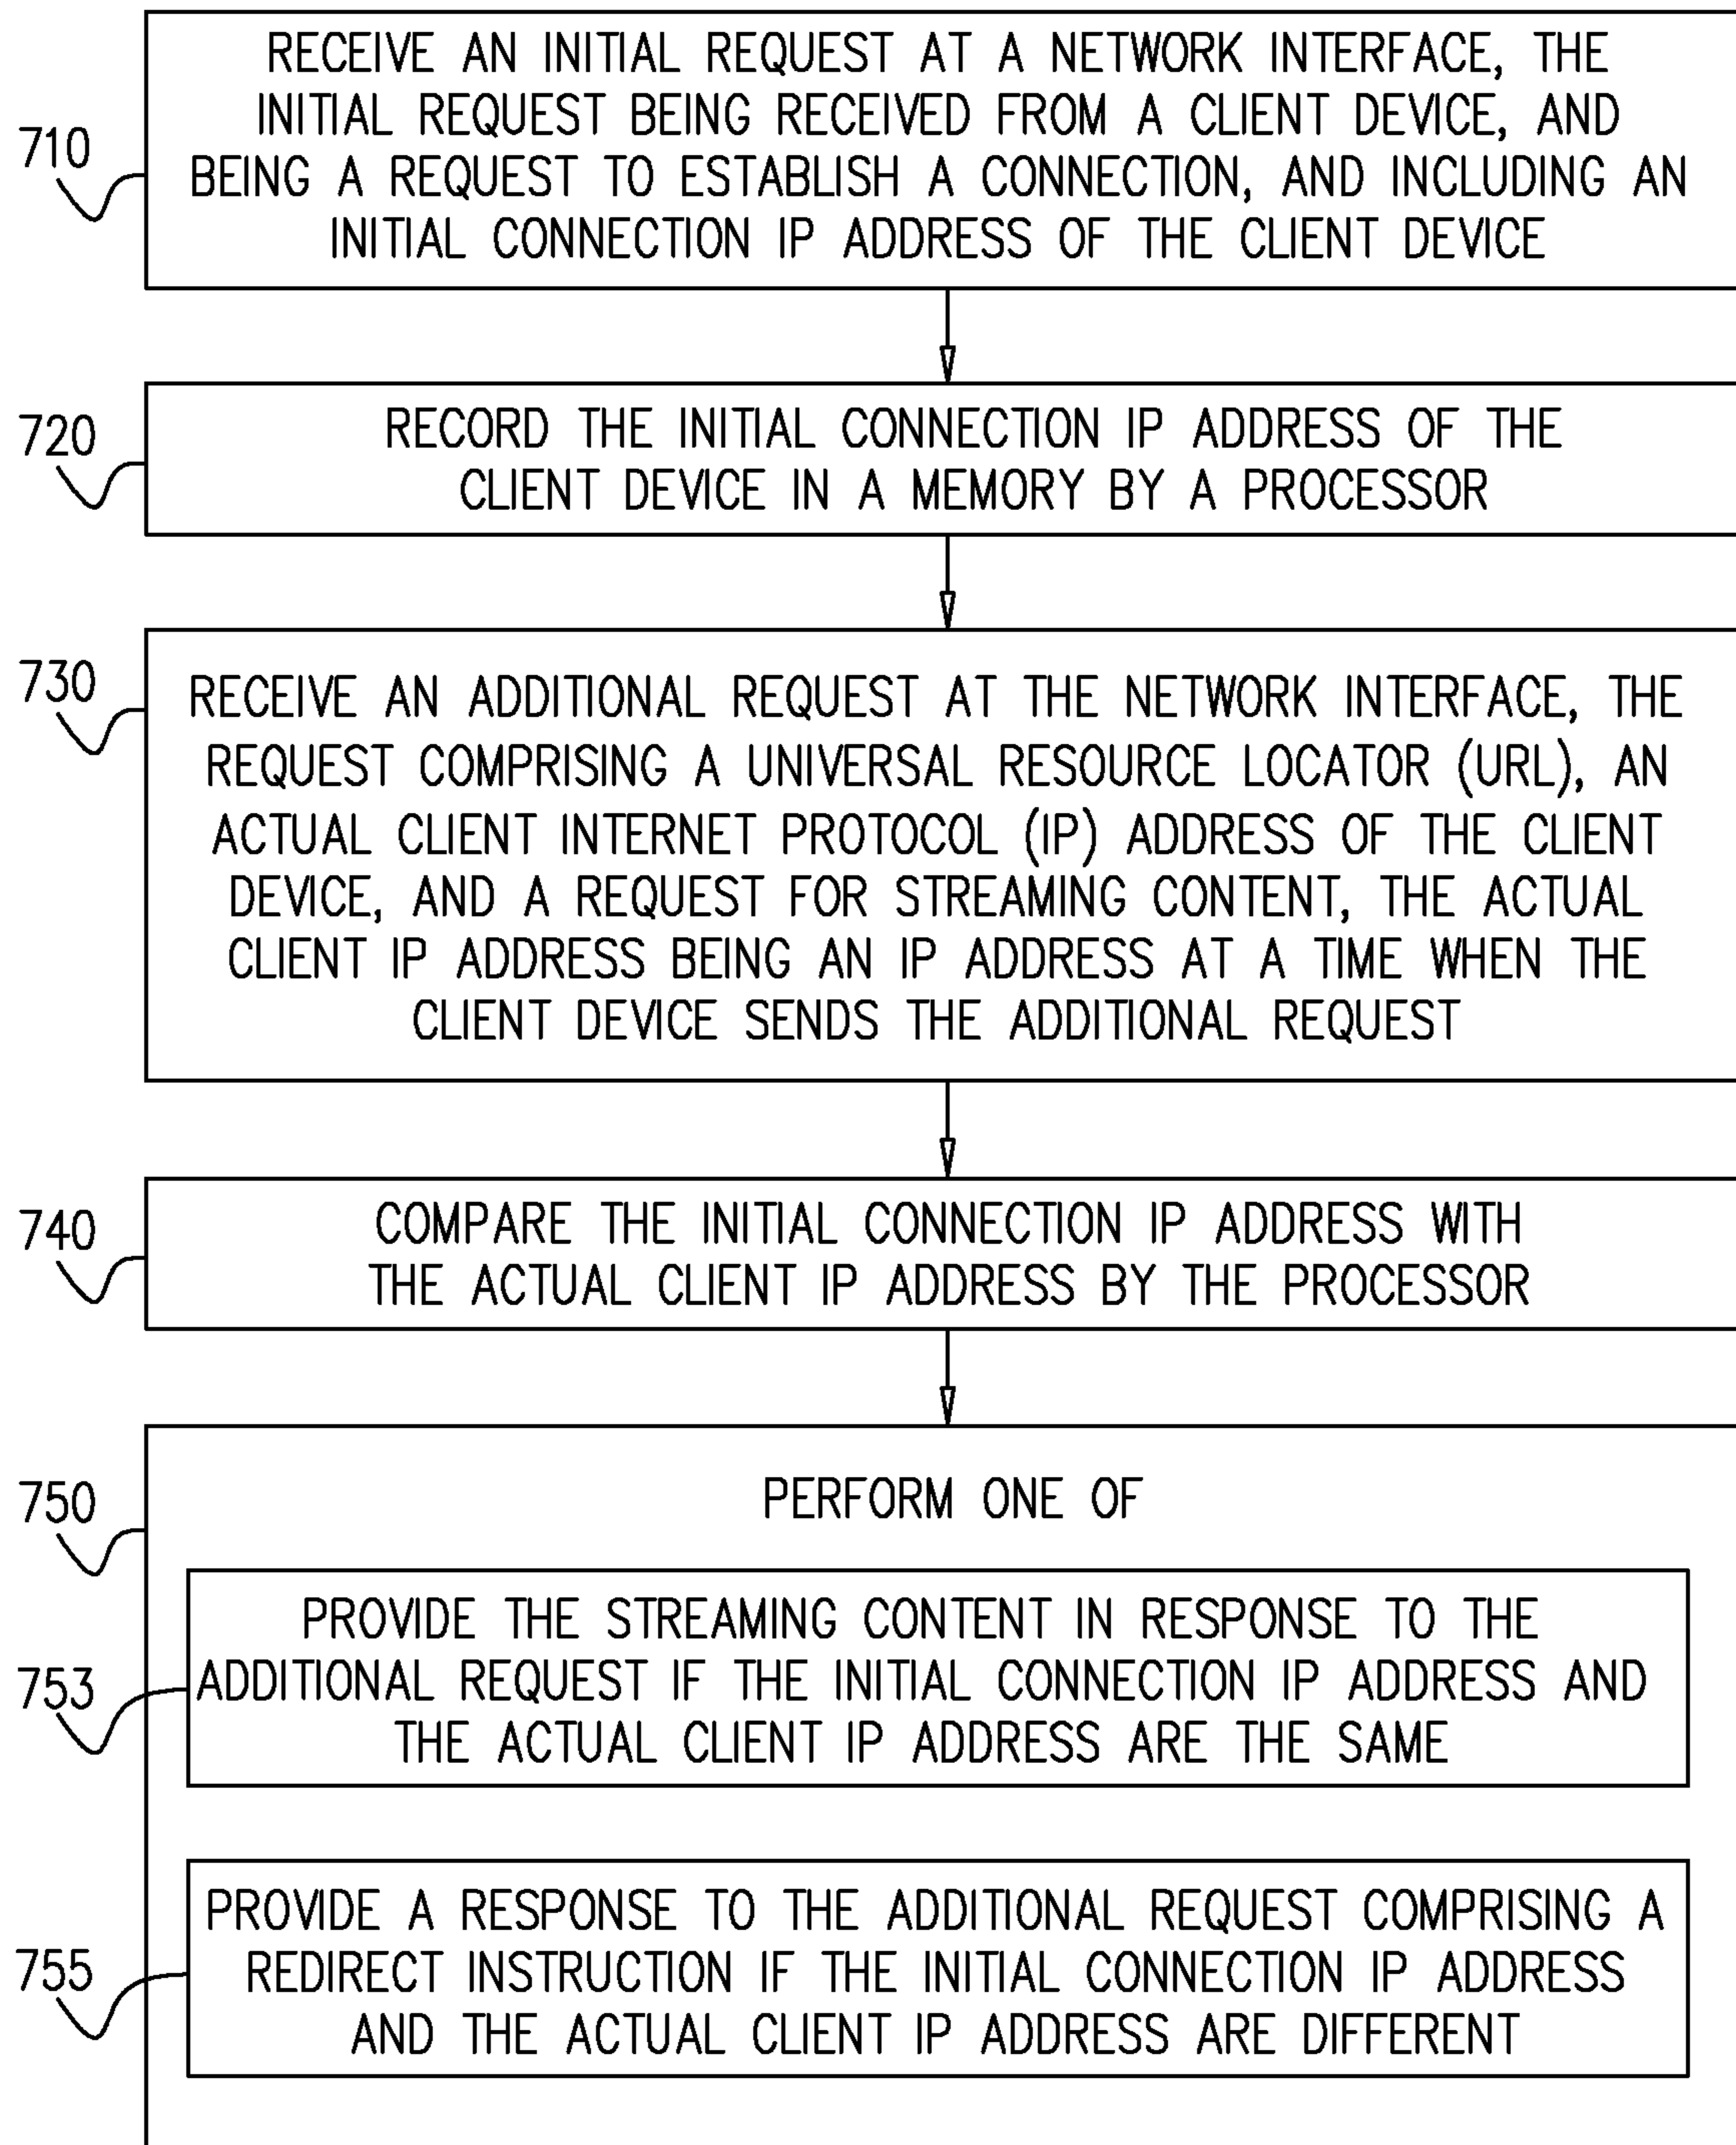 RECEIVE AN INITIAL REQUEST AT A NETWORK INTERFACE, THE
INITIAL REQUEST BEING RECEIVED FROM A CLIENT DEVICE, AND
BEING A REQUEST TO ESTABLISH A CONNECTION, AND INCLUDING AN
INITIAL CONNECTION IP ADDRESS OF THE CLIENT DEVICE
710
RECORD THE INITIAL CONNECTION IP ADDRESS OF THE
CLIENT DEVICE IN A MEMORY BY A PROCESSOR
720
RECEIVE AN ADDITIONAL REQUEST AT THE NETWORK INTERFACE, THE
REQUEST COMPRISING A UNIVERSAL RESOURCE LOCATOR (URL), AN
ACTUAL CLIENT INTERNET PROTOCOL (IP) ADDRESS OF THE CLIENT
DEVICE, AND A REQUEST FOR STREAMING CONTENT, THE ACTUAL
CLIENT IP ADDRESS BEING AN IP ADDRESS AT A TIME WHEN THE
CLIENT DEVICE SENDS THE ADDITIONAL REQUEST
730
COMPARE THE INITIAL CONNECTION IP ADDRESS WITH
THE ACTUAL CLIENT IP ADDRESS BY THE PROCESSOR
740
PERFORM ONE OF
750
PROVIDE THE STREAMING CONTENT IN RESPONSE TO THE
ADDITIONAL REQUEST IF THE INITIAL CONNECTION IP ADDRESS AND
THE ACTUAL CLIENT IP ADDRESS ARE THE SAME
753
PROVIDE A RESPONSE TO THE ADDITIONAL REQUEST COMPRISING A
REDIRECT INSTRUCTION IF THE INITIAL CONNECTION IP ADDRESS
AND THE ACTUAL CLIENT IP ADDRESS ARE DIFFERENT
755